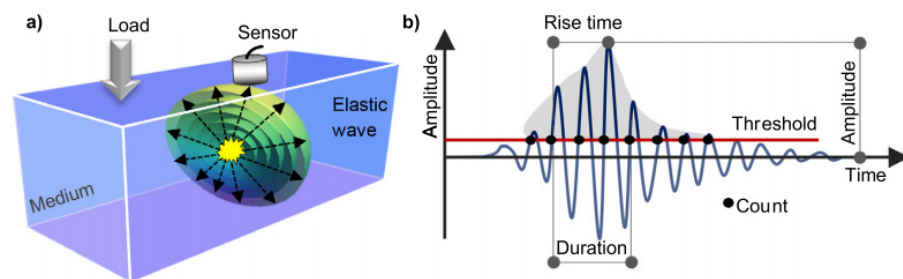 a)
Load
Sensor
Elastic
wave
Medium
b)
Rise time
Amplitude
Threshold
Amplitude
Time
Count
Duration